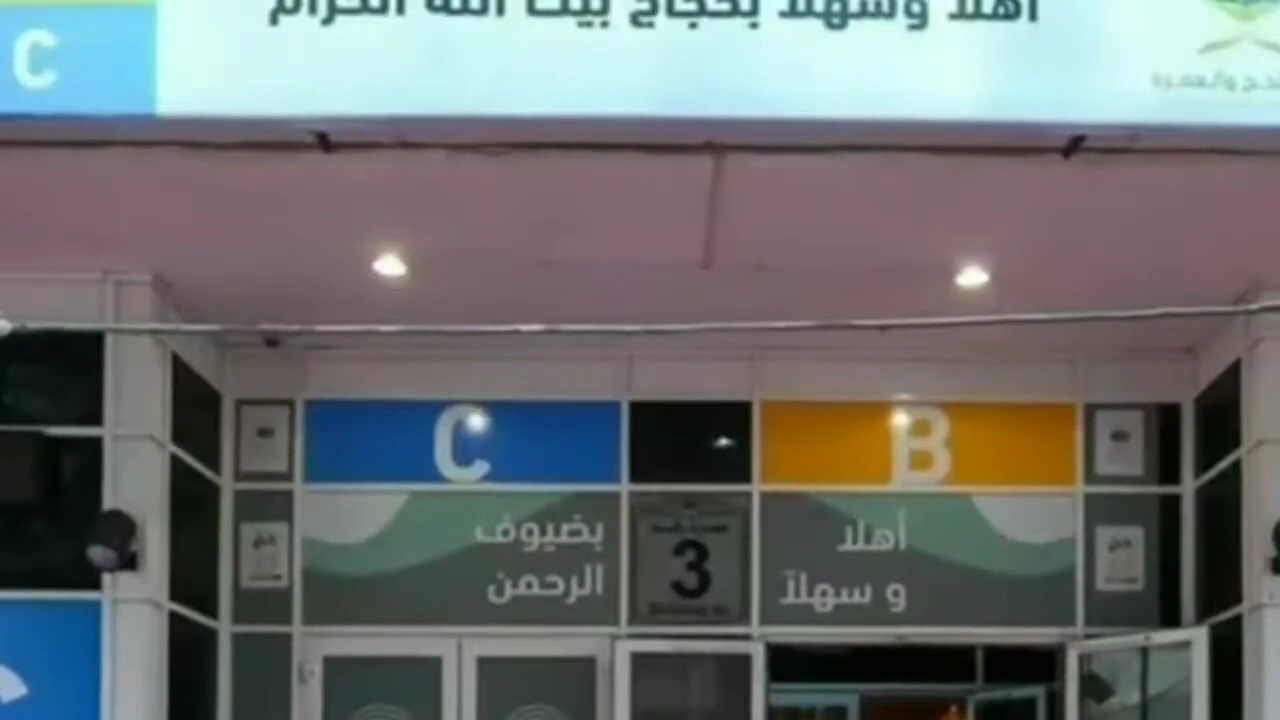 أهلا وسهلا بحجاج بيت الله الحرام
C
C
B
أهلا
و سهلاً
بضيوف
الرحمن
3